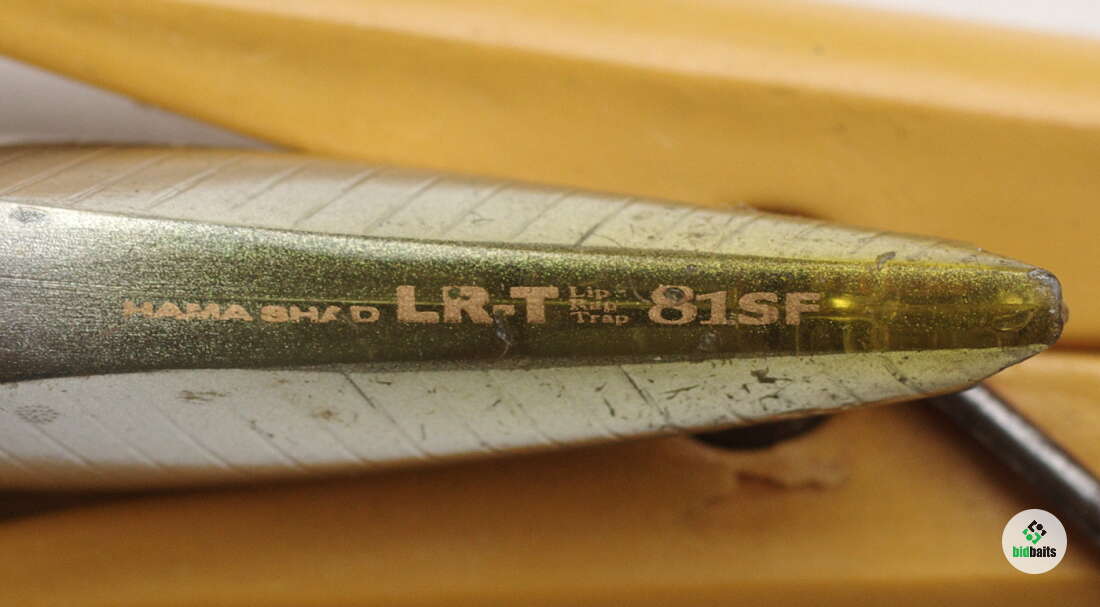 HAMA SHAD LR-T Lip-
Rip
Trap 81SF
bidbaits